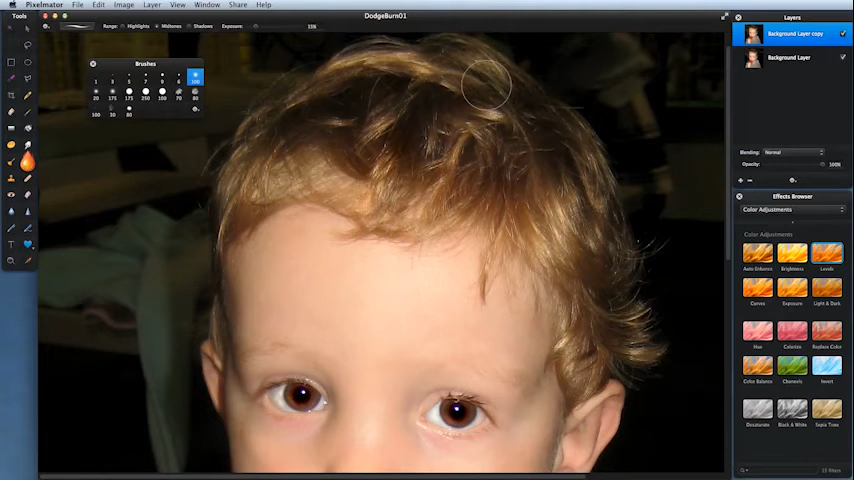 Pixelmator File Edit Image Layer View Window Share Help
DodgeBurn01
Tools
Range: Highlights Midtones Shadows Exposure: 15%
Brushes
1 3 5 7 9 6 100
20 175 175 250 100 70 80
100 30 80
Layers
Background Layer copy
Background Layer
Blending: Normal
Opacity: 100%
Effects Browser
Color Adjustments
Color Adjustments
Auto Enhance Brightness Levels
Curves Exposure Light & Dark
Hue Colorize Replace Color
Color Balance Channels Invert
Desaturate Black & White Sepia Tone
15 filters